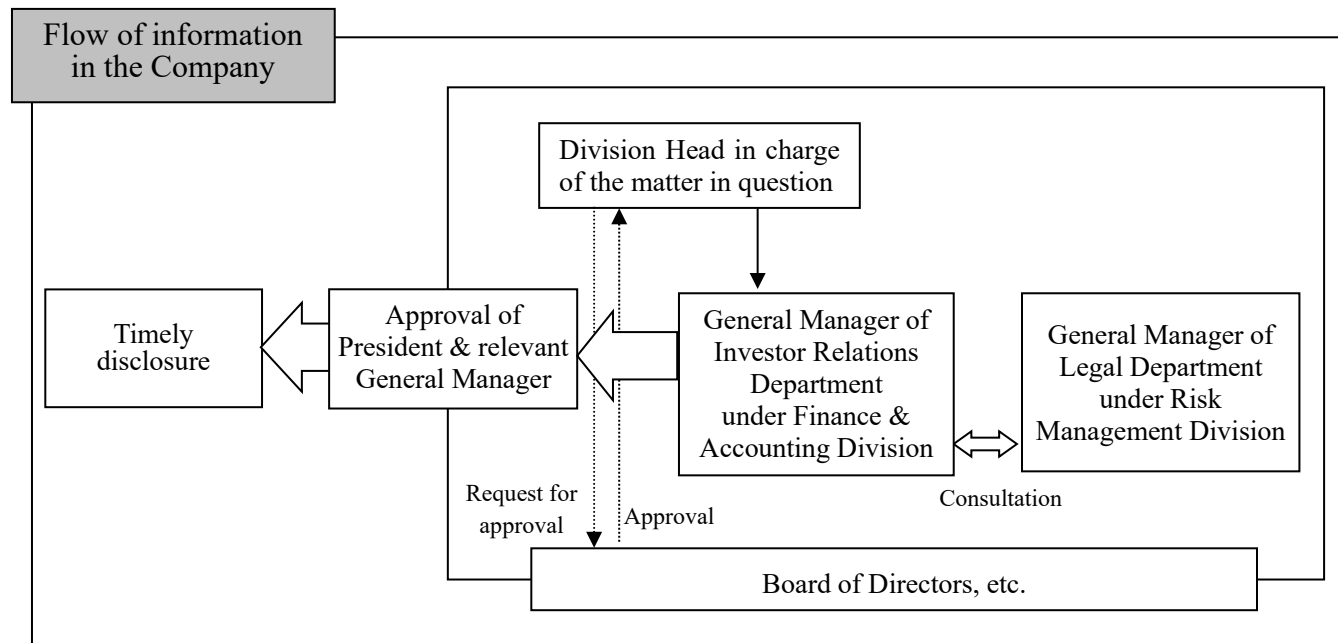 Flow of information
in the Company
Division Head in charge
of the matter in question
Timely
disclosure
Approval of
President & relevant
General Manager
General Manager of
Investor Relations
Department
under Finance &
Accounting Division
General Manager of
Legal Department
under Risk
Management Division
Consultation
Request for
approval
Approval
Board of Directors, etc.